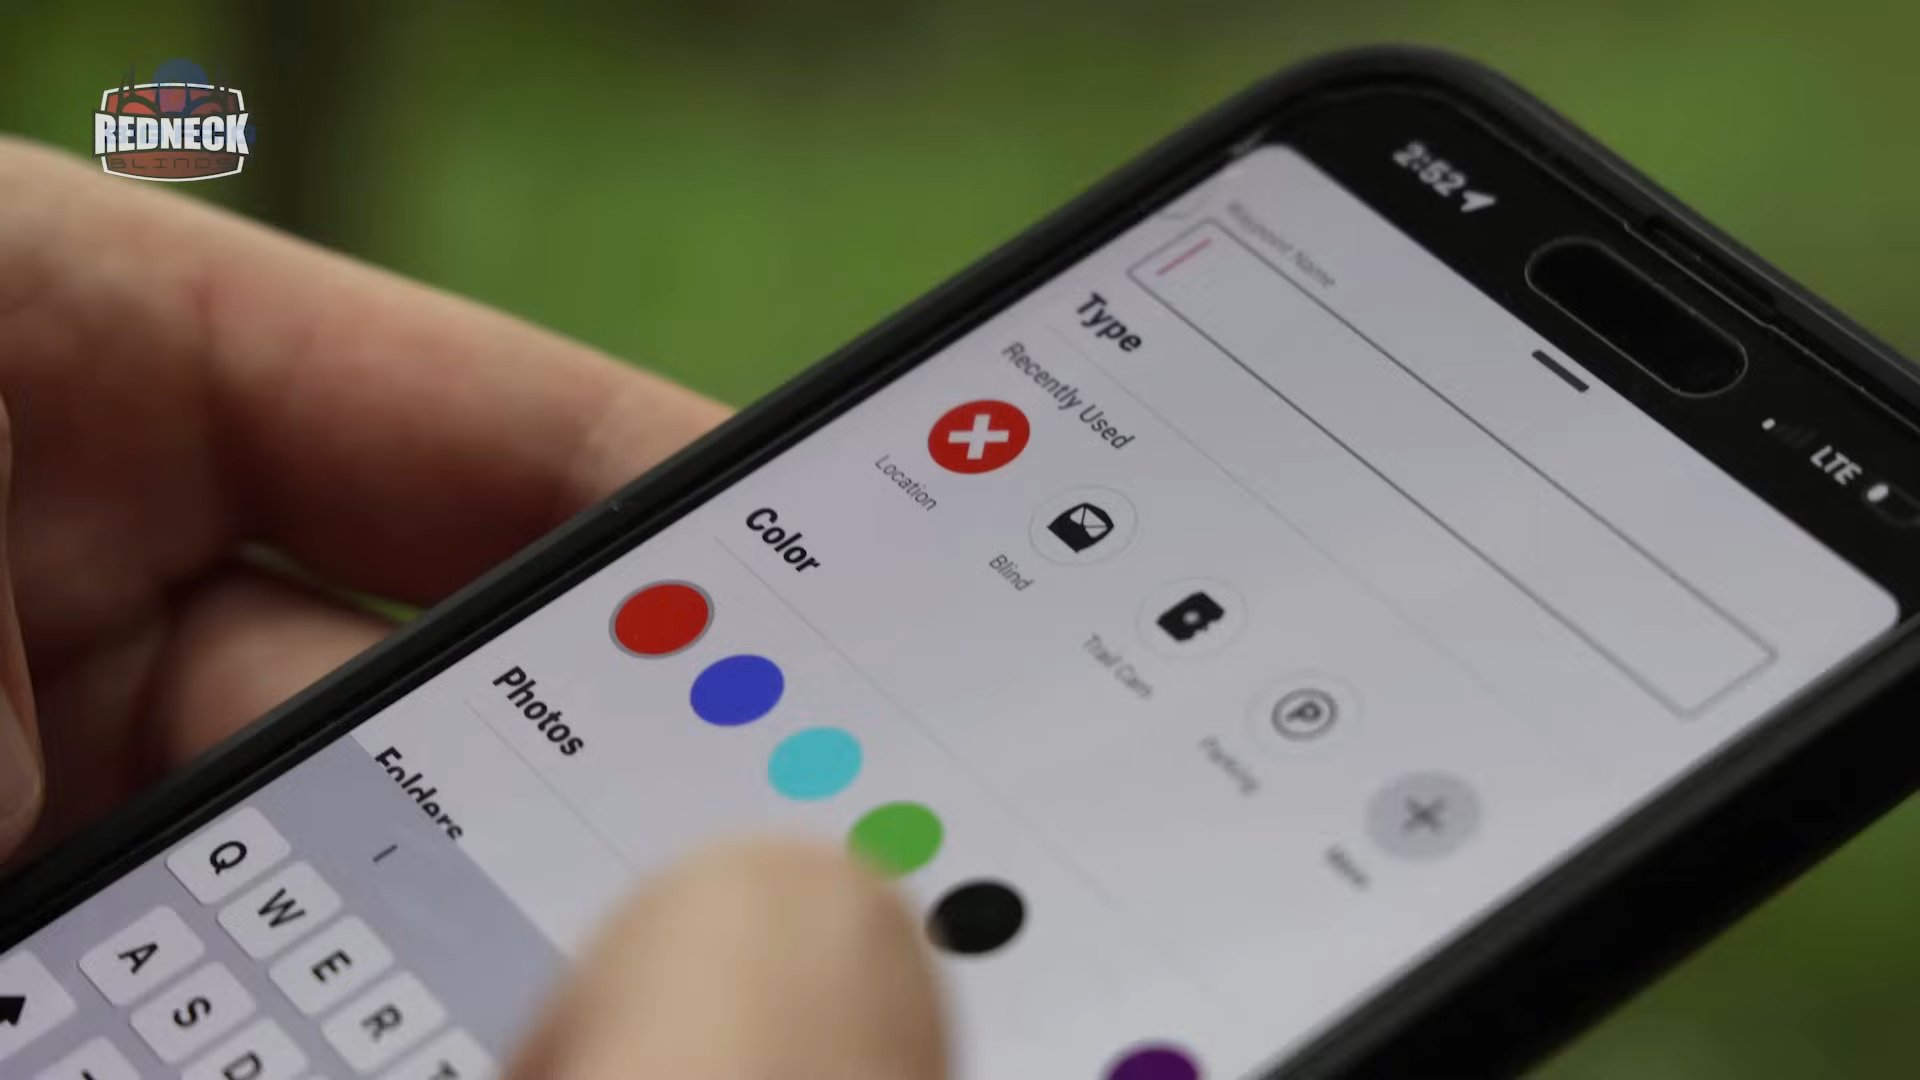 REDNECK
BLINDS
2:52
LTE
Waypoint Name
Type
Recently Used
Location
Blind
Trail Cam
Parking
More
Color
Photos
Folders
I
Q
W
E
R
A
S
D